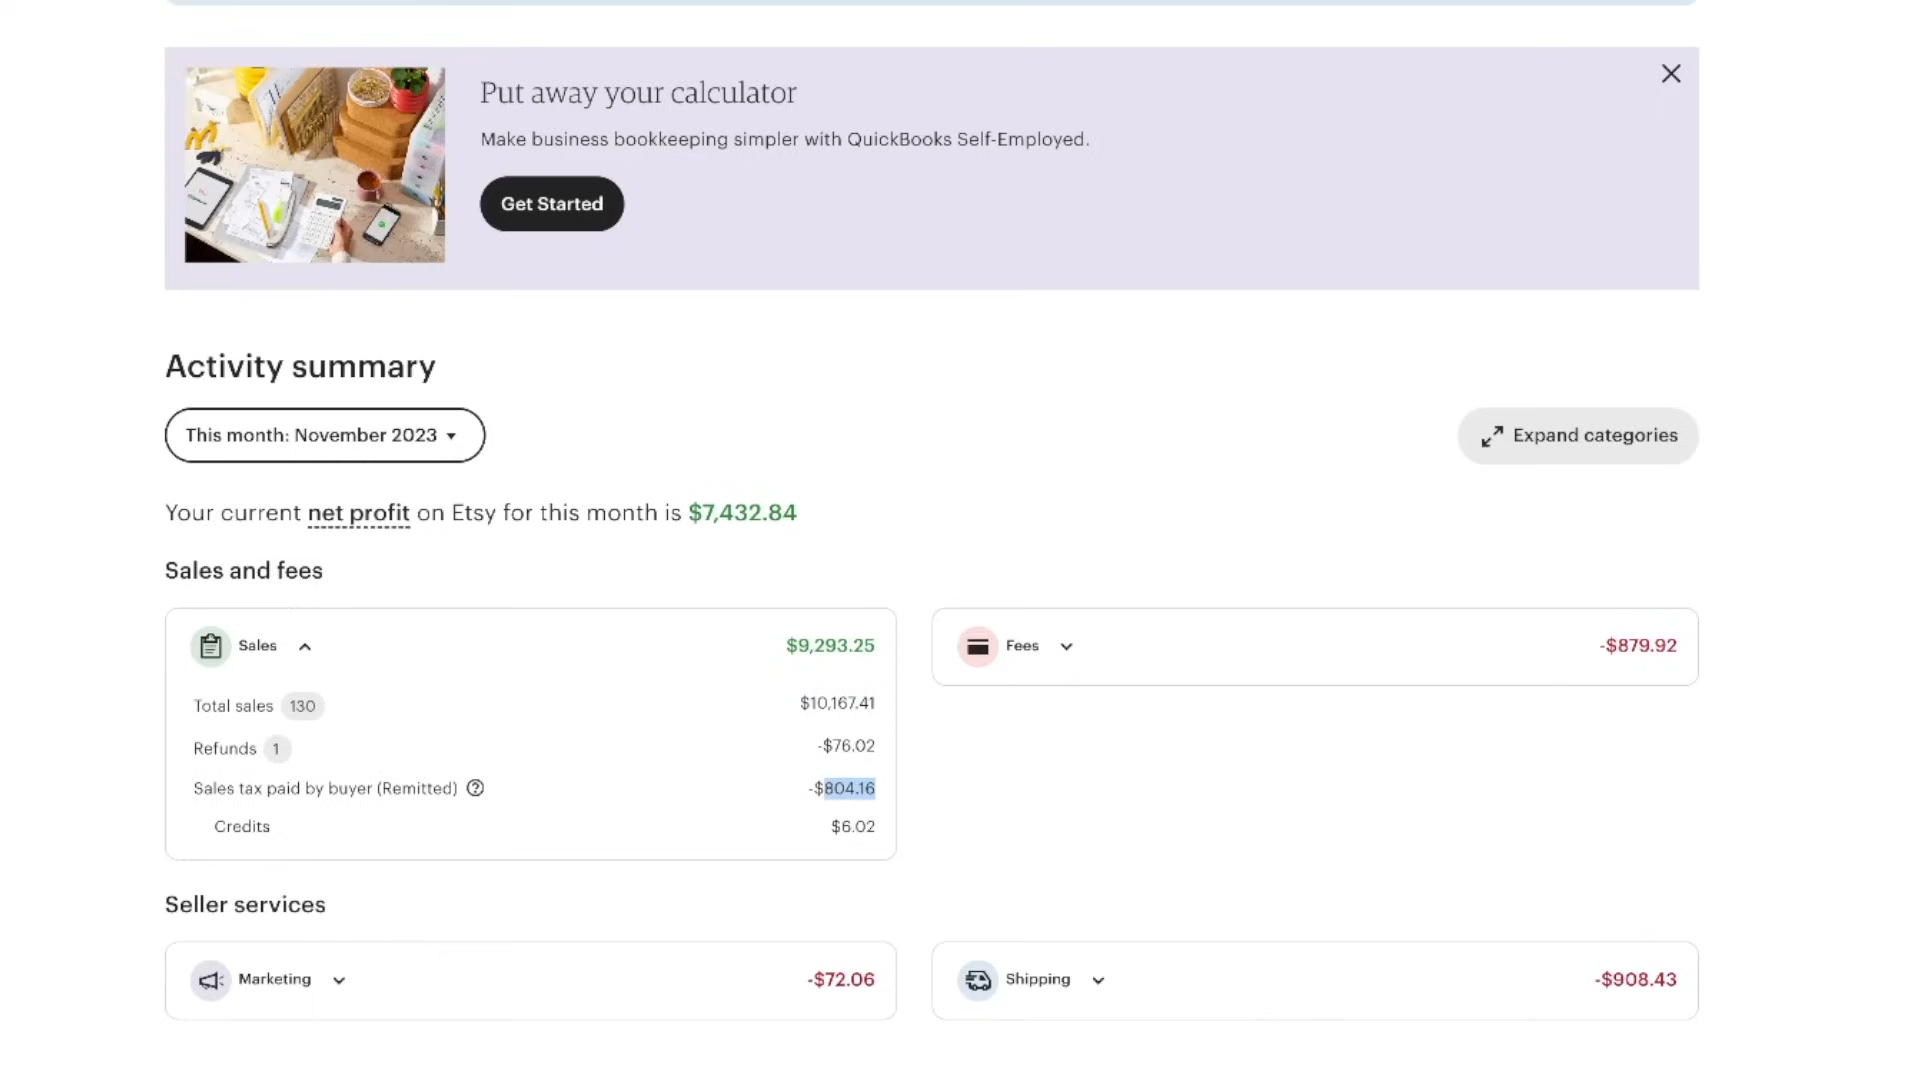 Put away your calculator
Make business bookkeeping simpler with QuickBooks Self-Employed.
Get Started
Activity summary
This month: November 2023
Expand categories
Your current net profit on Etsy for this month is $7,432.84
Sales and fees
Sales $9,293.25
Total sales 130 $10,167.41
Refunds 1 -$76.02
Sales tax paid by buyer (Remitted) -$804.16
Credits $6.02
Fees -$879.92
Seller services
Marketing -$72.06
Shipping -$908.43